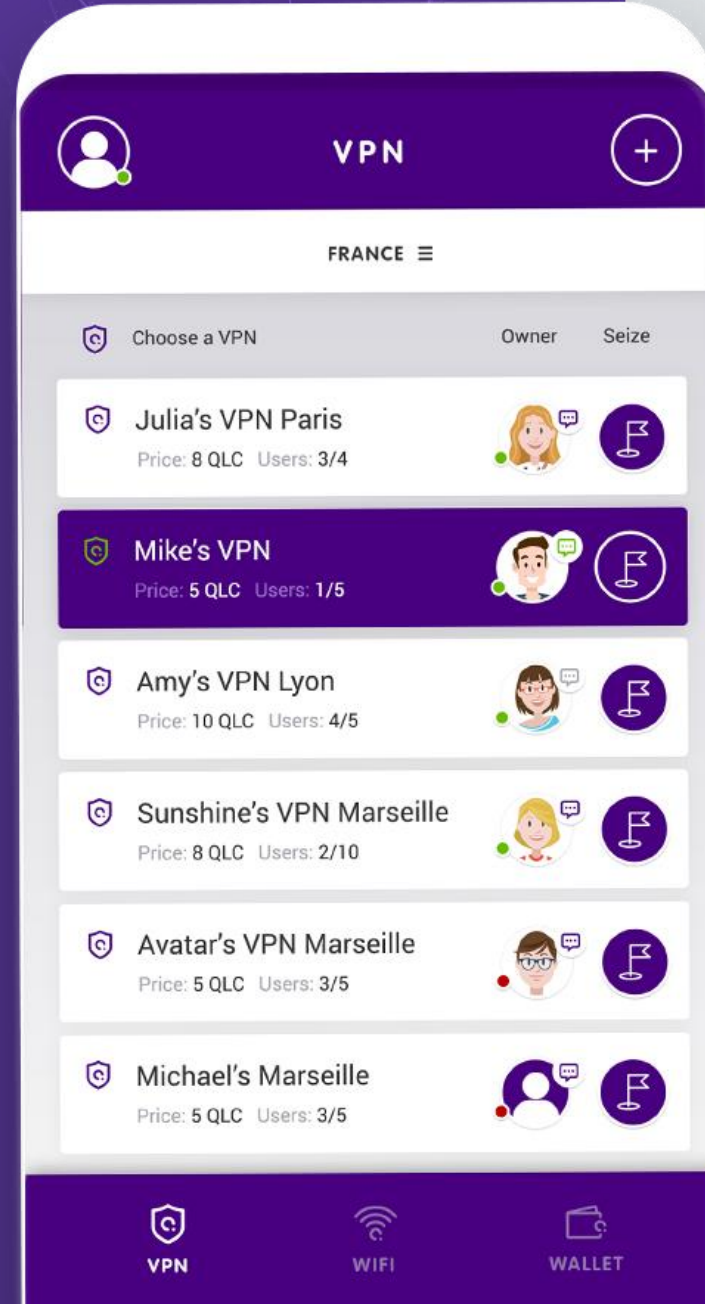 VPN
+
FRANCE
Choose a VPN Owner Seize
Julia's VPN Paris
Price: 8 QLC Users: 3/4
Mike's VPN
Price: 5 QLC Users: 1/5
Amy's VPN Lyon
Price: 10 QLC Users: 4/5
Sunshine's VPN Marseille
Price: 8 QLC Users: 2/10
Avatar's VPN Marseille
Price: 5 QLC Users: 3/5
Michael's Marseille
Price: 5 QLC Users: 3/5
VPN WIFI WALLET